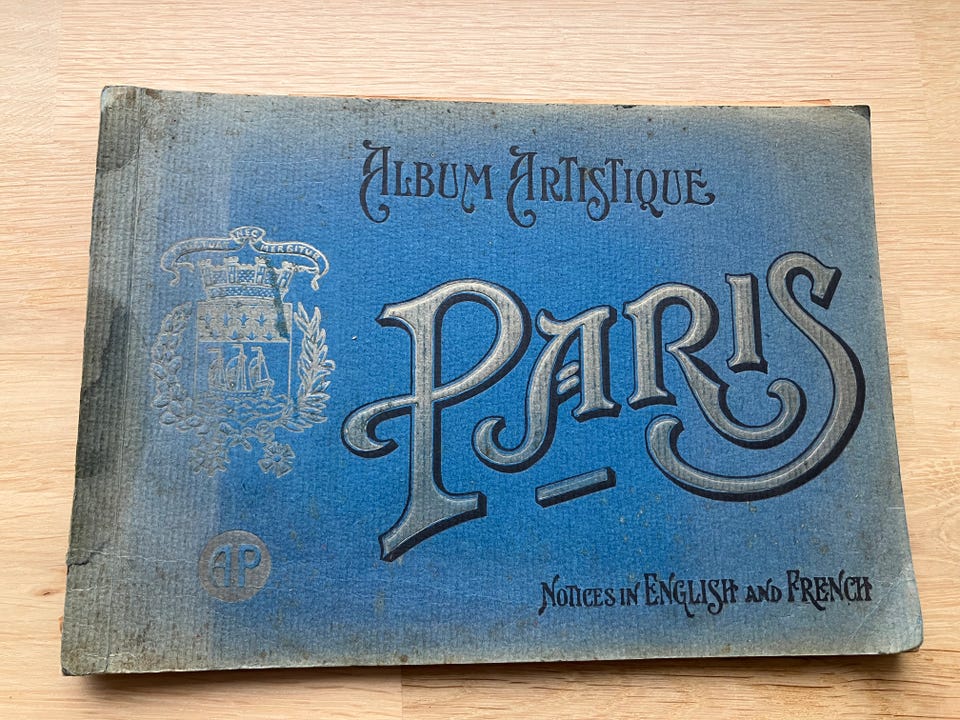 ALBUM ARTISTIQUE
NEC
MERGITUR
PARIS
AP
NOTICES IN ENGLISH AND FRENCH